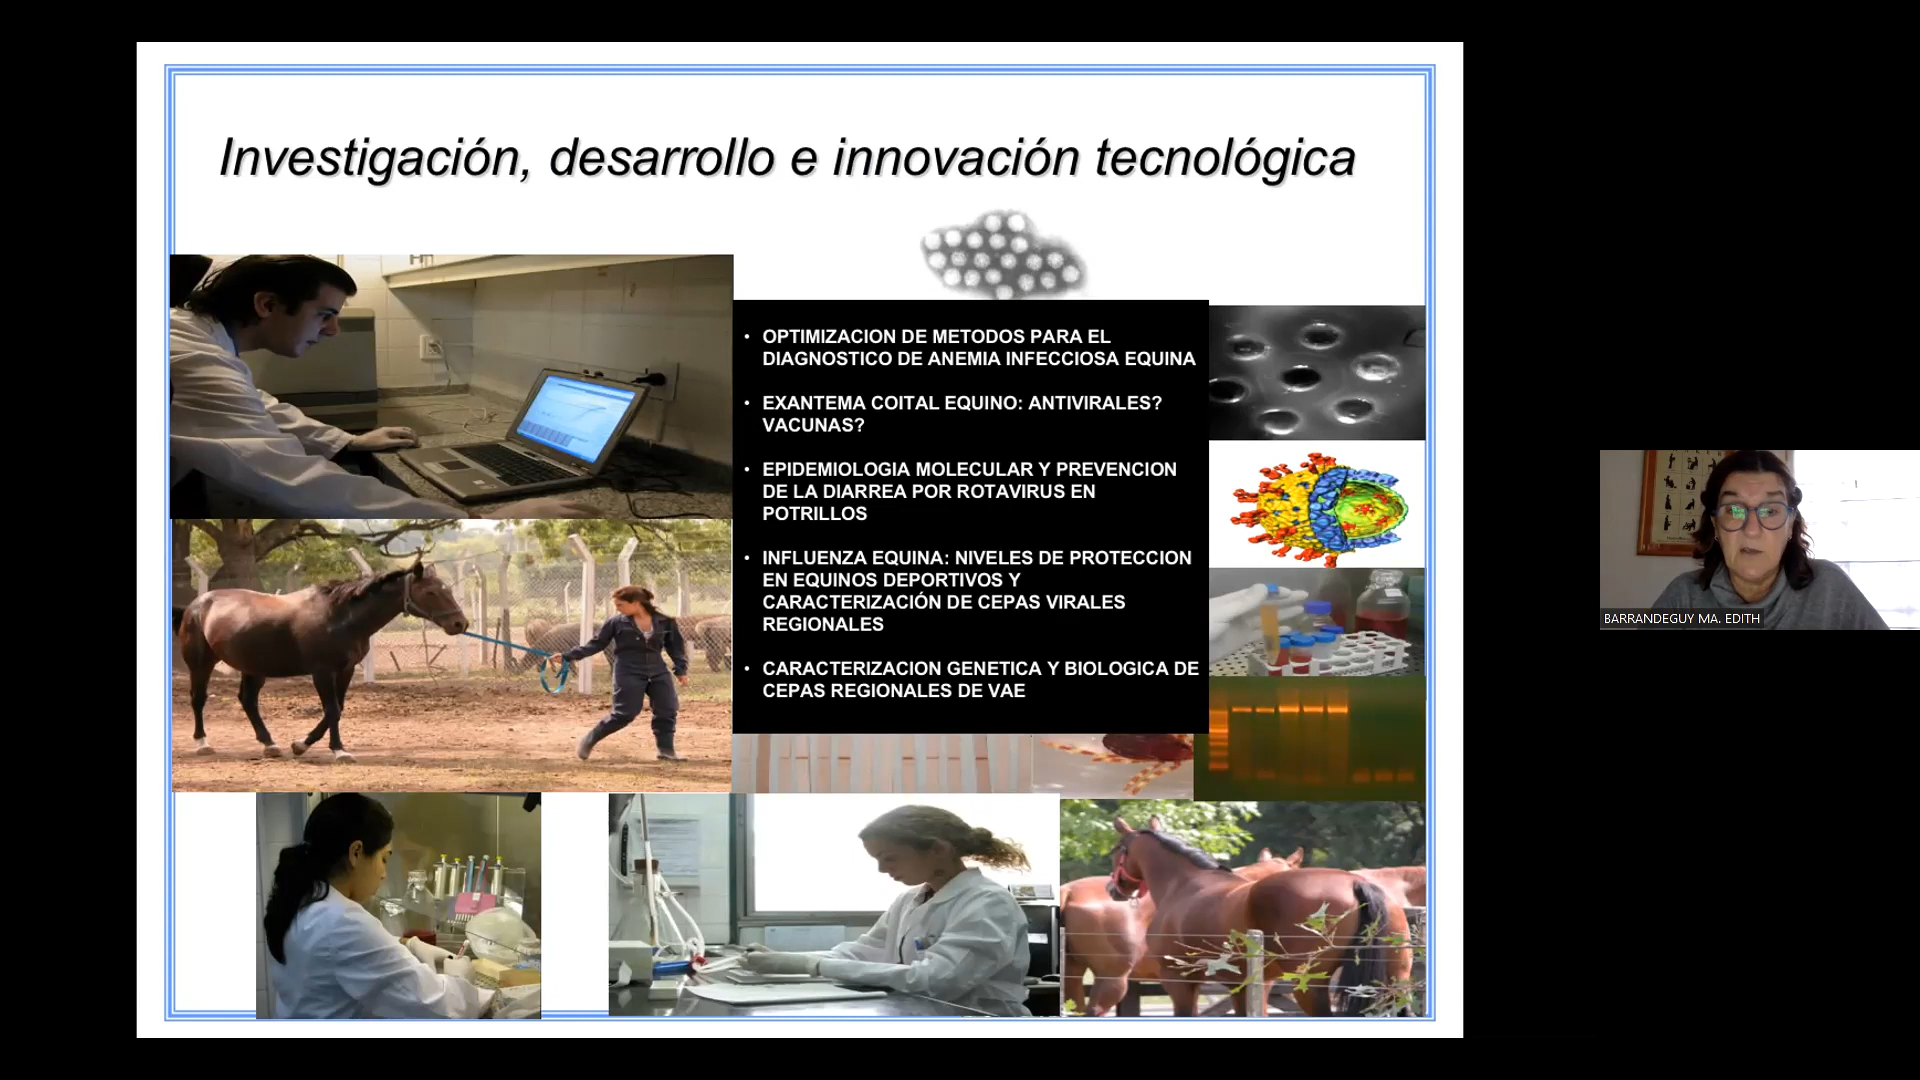 Investigación, desarrollo e innovación tecnológica
• OPTIMIZACION DE METODOS PARA EL
DIAGNOSTICO DE ANEMIA INFECCIOSA EQUINA
• EXANTEMA COITAL EQUINO: ANTIVIRALES?
VACUNAS?
• EPIDEMIOLOGIA MOLECULAR Y PREVENCION
DE LA DIARREA POR ROTAVIRUS EN
POTRILLOS
• INFLUENZA EQUINA: NIVELES DE PROTECCION
EN EQUINOS DEPORTIVOS Y
CARACTERIZACIÓN DE CEPAS VIRALES
REGIONALES
• CARACTERIZACION GENETICA Y BIOLOGICA DE
CEPAS REGIONALES DE VAE
BARRANDEGUY MA. EDITH